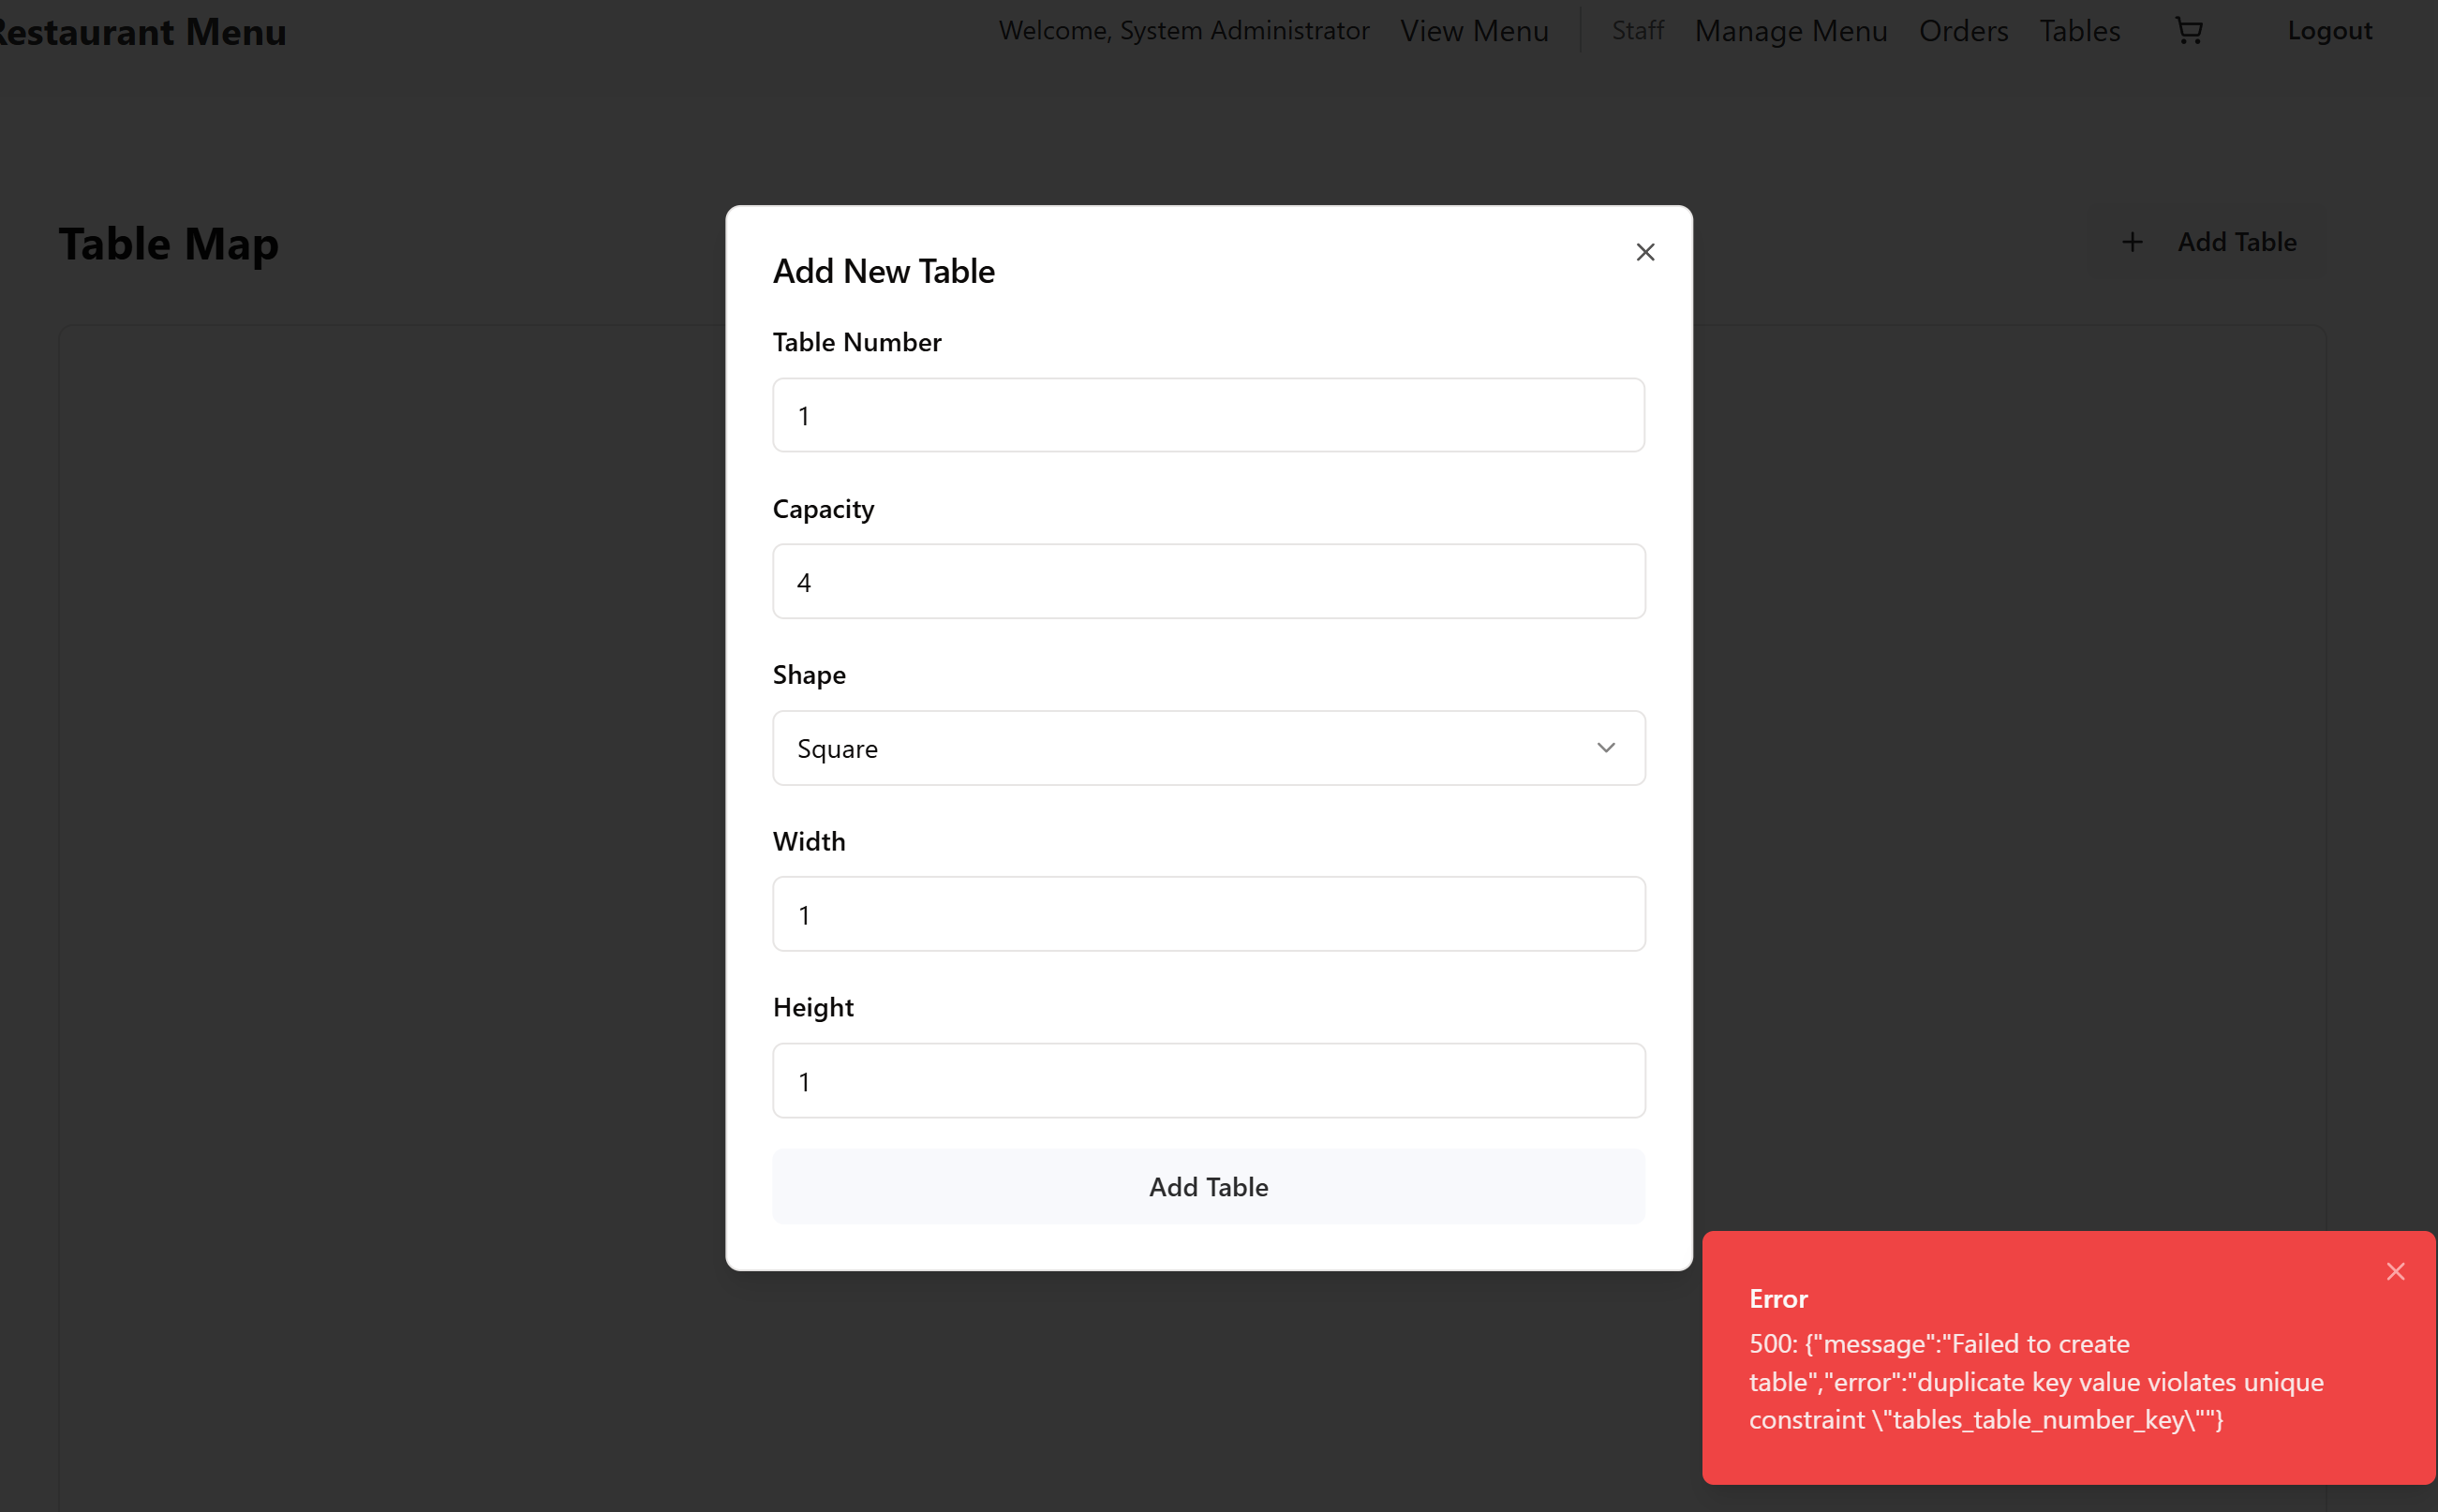 Restaurant Menu
Welcome, System Administrator View Menu Staff Manage Menu Orders Tables Logout
Table Map
Add Table
Add New Table
Table Number
1
Capacity
4
Shape
Square
Width
1
Height
1
Add Table
Error
500: {"message":"Failed to create
table","error":"duplicate key value violates unique
constraint \"tables_table_number_key\""}